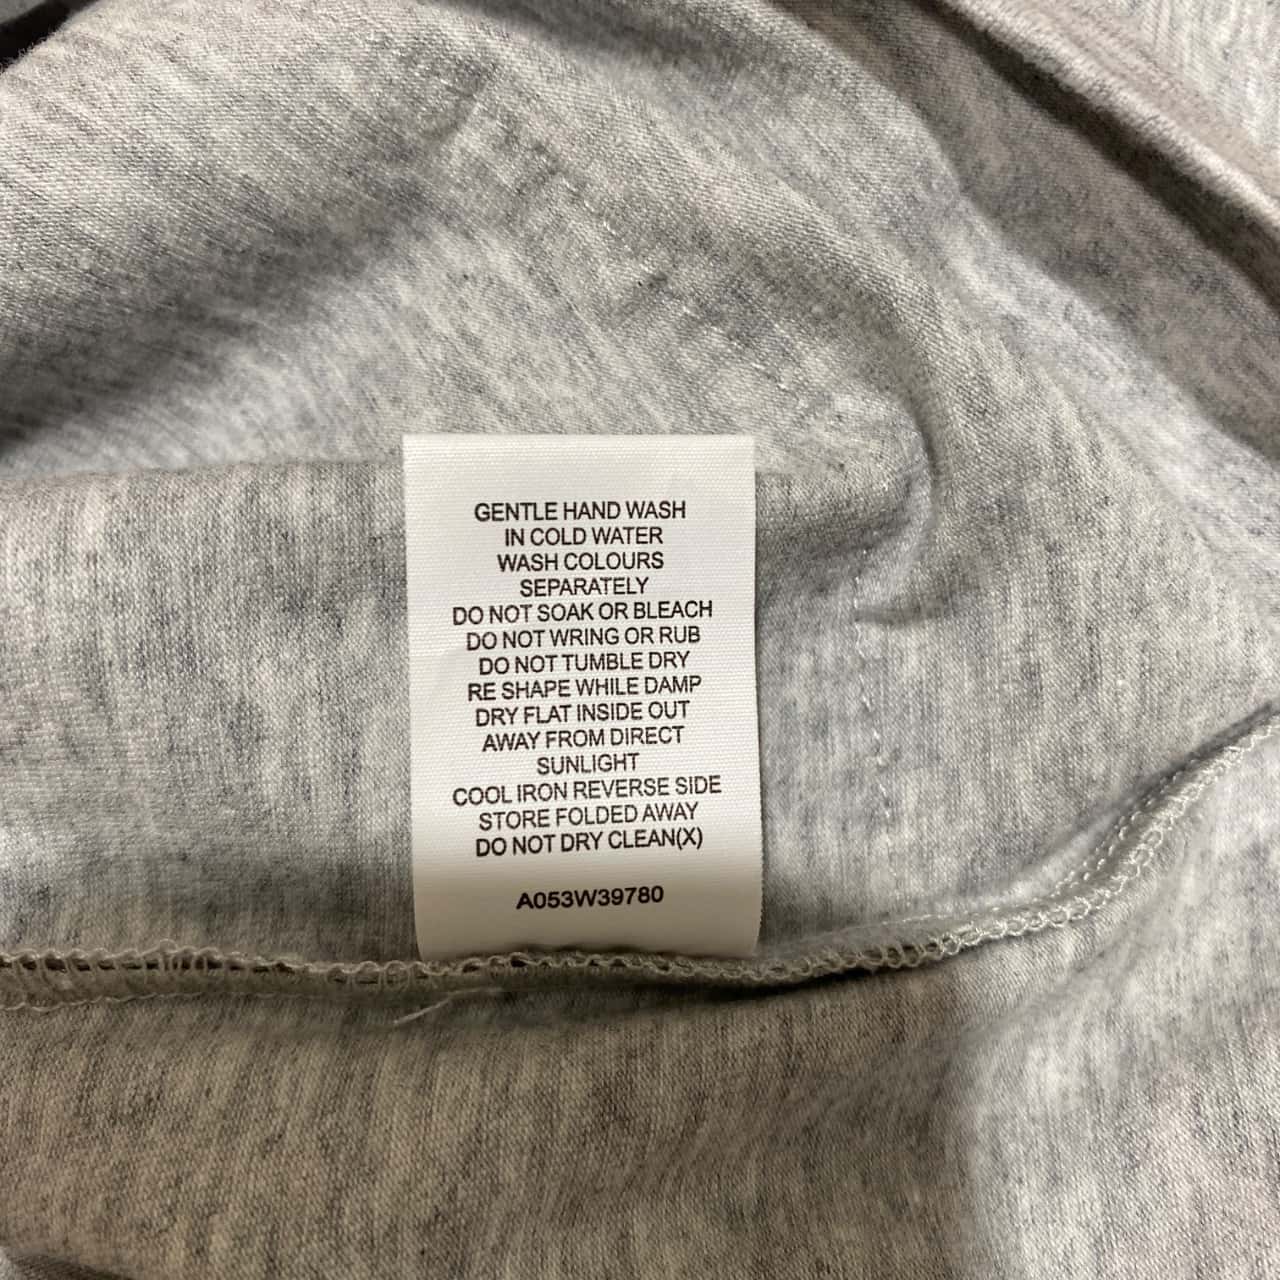 GENTLE HAND WASH
IN COLD WATER
WASH COLOURS
SEPARATELY
DO NOT SOAK OR BLEACH
DO NOT WRING OR RUB
DO NOT TUMBLE DRY
RE SHAPE WHILE DAMP
DRY FLAT INSIDE OUT
AWAY FROM DIRECT
SUNLIGHT
COOL IRON REVERSE SIDE
STORE FOLDED AWAY
DO NOT DRY CLEAN(X)
A053W39780